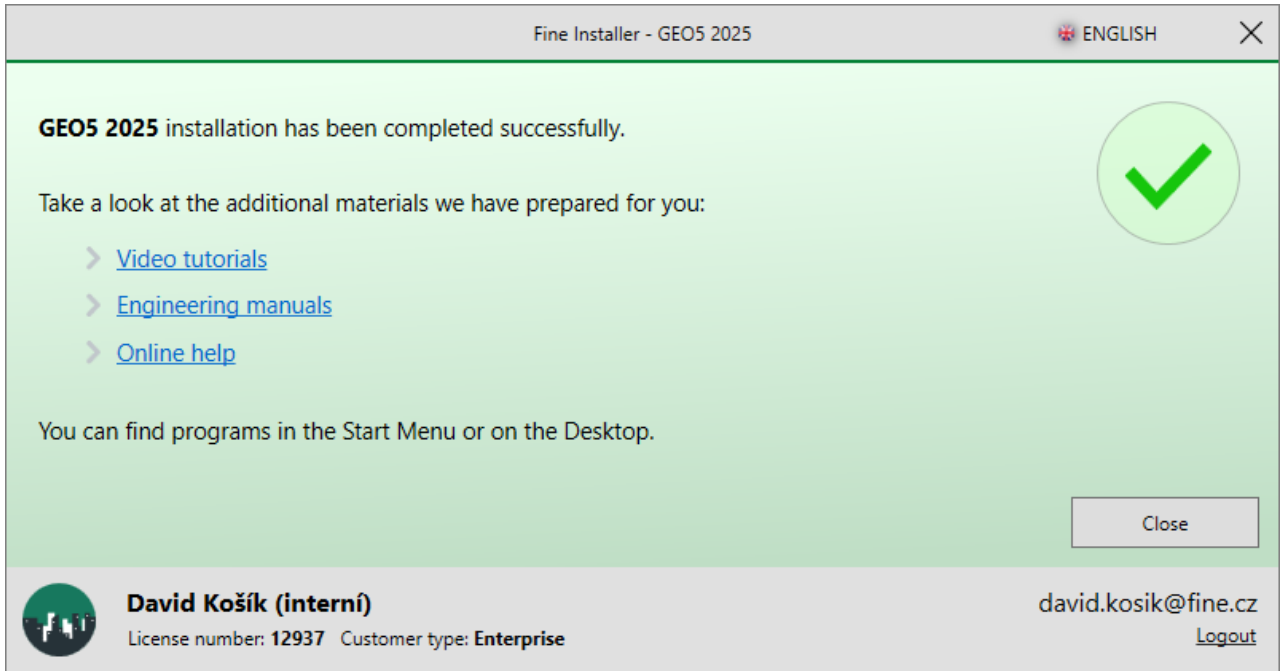 Fine Installer - GEO5 2025
ENGLISH
GEO5 2025 installation has been completed successfully.
Take a look at the additional materials we have prepared for you:
Video tutorials
Engineering manuals
Online help
You can find programs in the Start Menu or on the Desktop.
Close
David Košík (interní)
License number: 12937 Customer type: Enterprise
david.kosik@fine.cz
Logout